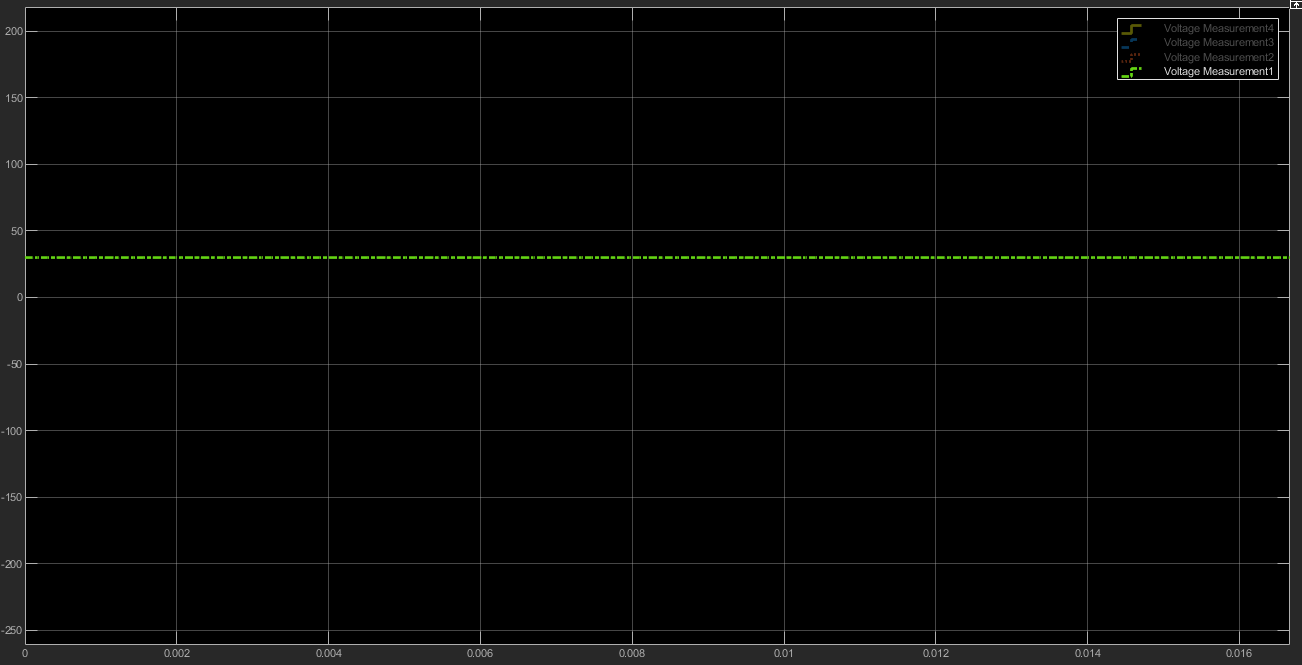 Voltage Measurement4
Voltage Measurement3
Voltage Measurement2
Voltage Measurement1
200
150
100
50
0
-50
-100
-150
-200
-250
0 0.002 0.004 0.006 0.008 0.01 0.012 0.014 0.016